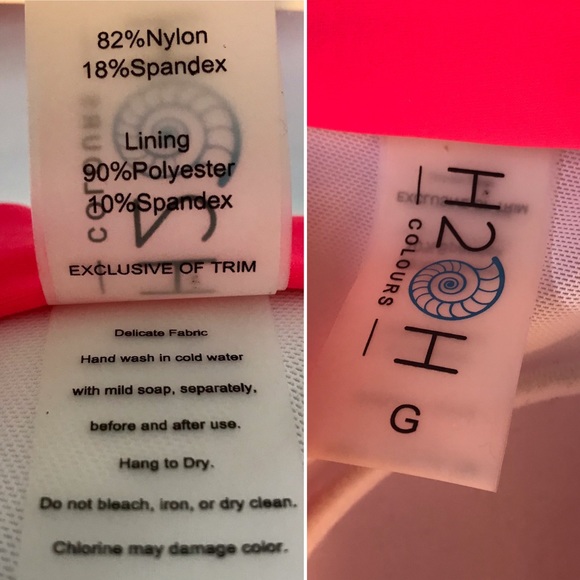 82%Nylon
18%Spandex
Lining
90%Polyester
10%Spandex
EXCLUSIVE OF TRIM
Delicate Fabric
Hand wash in cold water
with mild soap, separately,
before and after use.
Hang to Dry.
Do not bleach, iron, or dry clean.
Chlorine may damage color.
H2OH
COLOURS
G